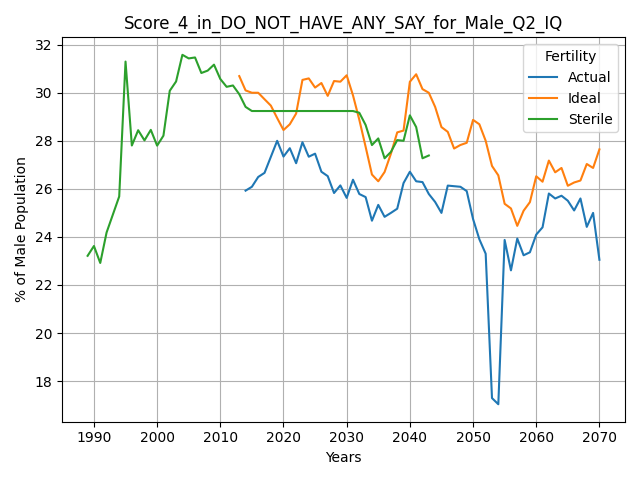 Score_4_in_DO_NOT_HAVE_ANY_SAY_for_Male_Q2_IQ
Fertility
Actual
Ideal
Sterile
% of Male Population
32
30
28
26
24
22
20
18
1990 2000 2010 2020 2030 2040 2050 2060 2070
Years